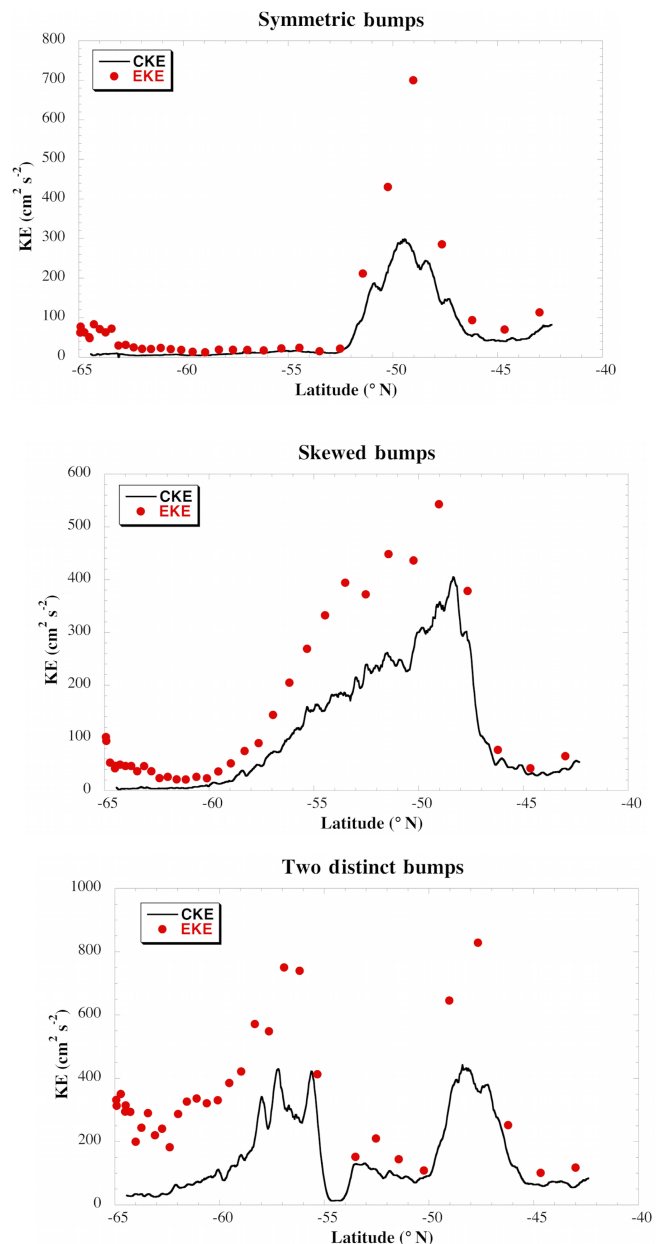 Symmetric bumps
800
700
600
500
400
300
200
100
0
KE (cm² s⁻²)
CKE
EKE
-65 -60 -55 -50 -45 -40
Latitude (° N)
Skewed bumps
600
500
400
300
200
100
0
KE (cm² s⁻²)
CKE
EKE
-65 -60 -55 -50 -45 -40
Latitude (° N)
Two distinct bumps
1000
800
600
400
200
0
KE (cm² s⁻²)
CKE
EKE
-65 -60 -55 -50 -45 -40
Latitude (° N)